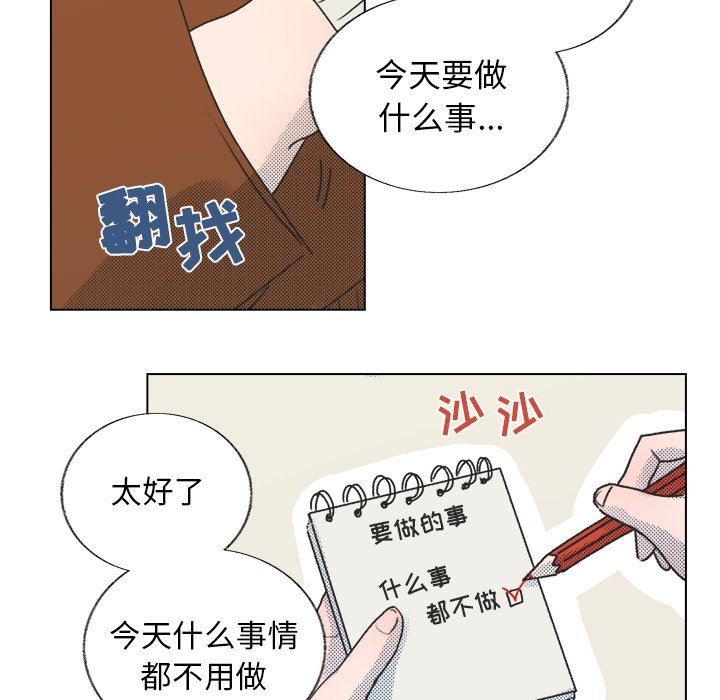 今天要做
什么事...
翻找
沙沙
太好了
要做的事
什么事
都不做
今天什么事情
都不用做